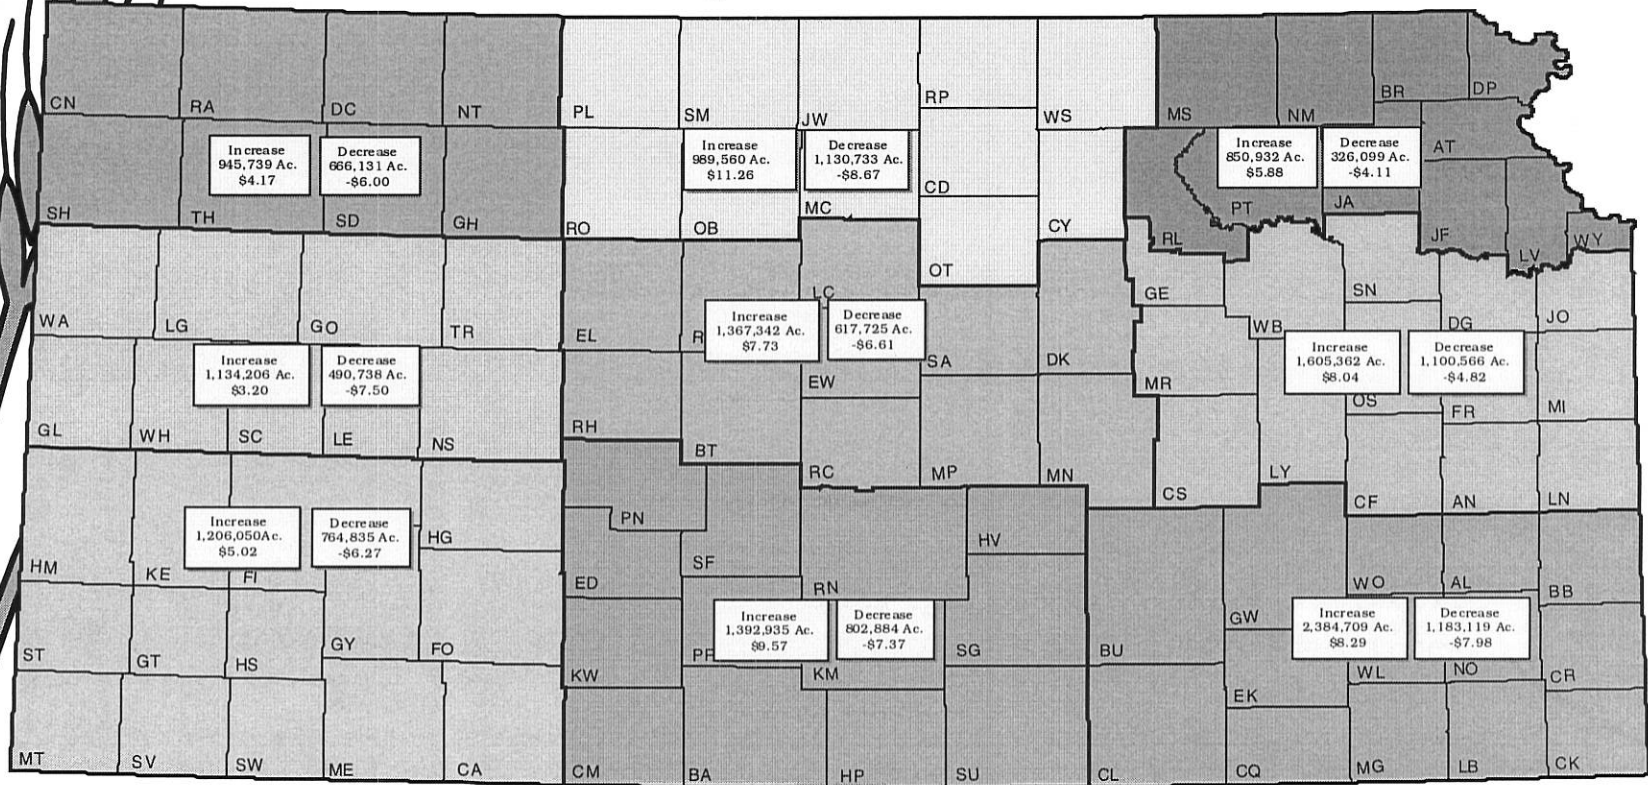 CN
RA
DC
NT
PL
SM
JW
RP
WS
MS
NM
BR
DP
SH
TH
SD
GH
RO
OB
MC
CD
CY
RL
PT
JA
AT
JF
LV
WY
Increase
945,739 Ac.
$4.17
Decrease
666,131 Ac.
-$6.00
Increase
989,560 Ac.
$11.26
Decrease
1,130,733 Ac.
-$8.67
Increase
850,932 Ac.
$5.88
Decrease
326,099 Ac.
-$4.11
WA
LG
GO
TR
EL
R
LC
OT
SA
DK
GE
WB
SN
DG
JO
Increase
1,134,206 Ac.
$3.20
Decrease
490,738 Ac.
-$7.50
Increase
1,367,342 Ac.
$7.73
Decrease
617,725 Ac.
-$6.61
Increase
1,605,362 Ac.
$8.04
Decrease
1,100,566 Ac.
-$4.82
GL
WH
SC
LE
NS
RH
BT
EW
RC
MP
MN
MR
CS
LY
OS
FR
MI
CF
AN
LN
Increase
1,206,050Ac.
$5.02
Decrease
764,835 Ac.
-$6.27
HM
KE
FI
HG
PN
ED
SF
RN
HV
WO
AL
BB
Increase
1,392,935 Ac.
$9.57
Decrease
802,884 Ac.
-$7.37
Increase
2,384,709 Ac.
$8.29
Decrease
1,183,119 Ac.
-$7.98
ST
GT
HS
GY
FO
KW
KM
SG
BU
GW
EK
WL
NO
CR
MT
SV
SW
ME
CA
CM
BA
HP
SU
CL
CQ
MG
LB
CK